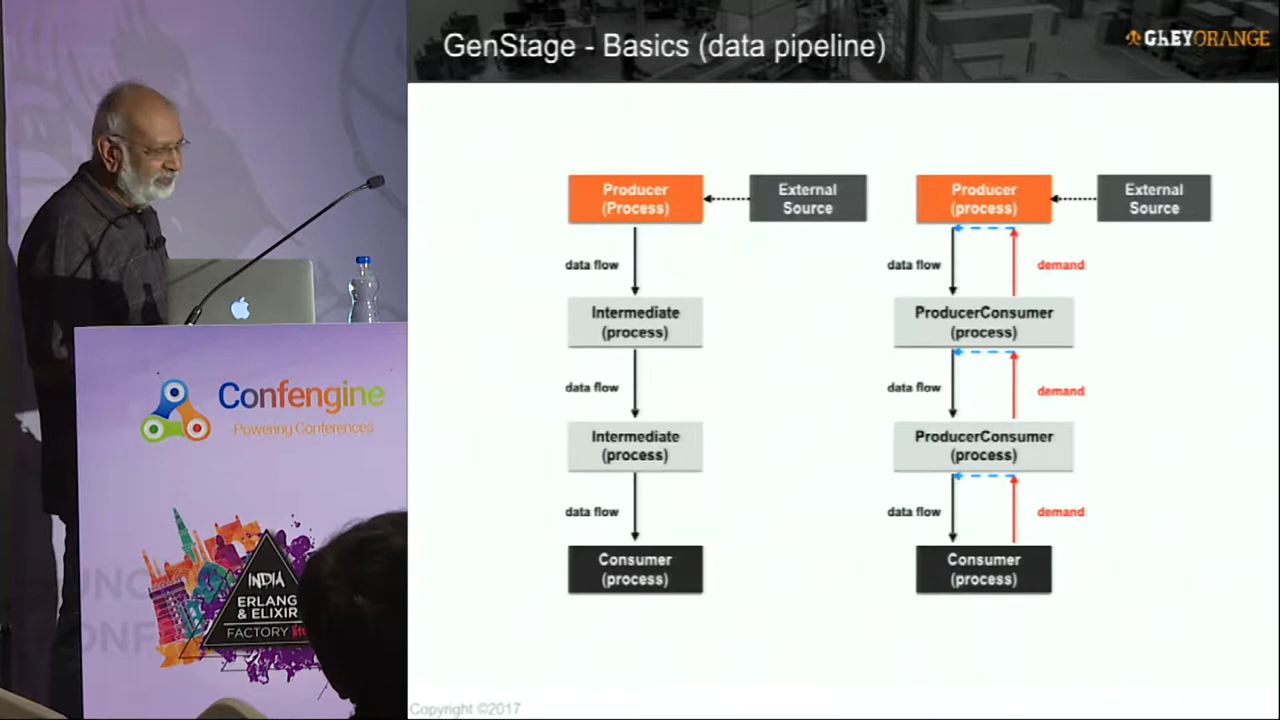 GenStage - Basics (data pipeline)
GREYORANGE
Producer
(Process)
External
Source
data flow
Intermediate
(process)
data flow
Intermediate
(process)
data flow
Consumer
(process)
Producer
(process)
External
Source
data flow
demand
ProducerConsumer
(process)
data flow
demand
ProducerConsumer
(process)
data flow
demand
Consumer
(process)
Copyright ©2017
Confengine
Powering Conferences
INDIA
ERLANG
& ELIXIR
FACTORY lite